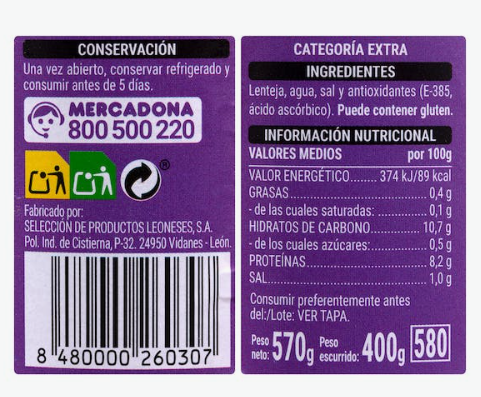 CONSERVACIÓN
Una vez abierto, conservar refrigerado y
consumir antes de 5 días.
MERCADONA
800 500 220
®
Fabricado por:
SELECCIÓN DE PRODUCTOS LEONESES, S.A.
Pol. Ind. de Cistierna, P-32. 24950 Vidanes - León.
8 480000 260307
CATEGORÍA EXTRA
INGREDIENTES
Lenteja, agua, sal y antioxidantes (E-385,
ácido ascórbico). Puede contener gluten.
INFORMACIÓN NUTRICIONAL
VALORES MEDIOS por 100g
VALOR ENERGÉTICO....... 374 kJ/89 kcal
GRASAS.................................. 0,4 g
- de las cuales saturadas: ............ 0,1 g
HIDRATOS DE CARBONO............ 10,7 g
- de los cuales azúcares:.............. 0,5 g
PROTEÍNAS............................. 8,2 g
SAL........................................ 1,0 g
Consumir preferentemente antes
del:/Lote: VER TAPA.
Peso neto: 570g Peso escurrido: 400g 580